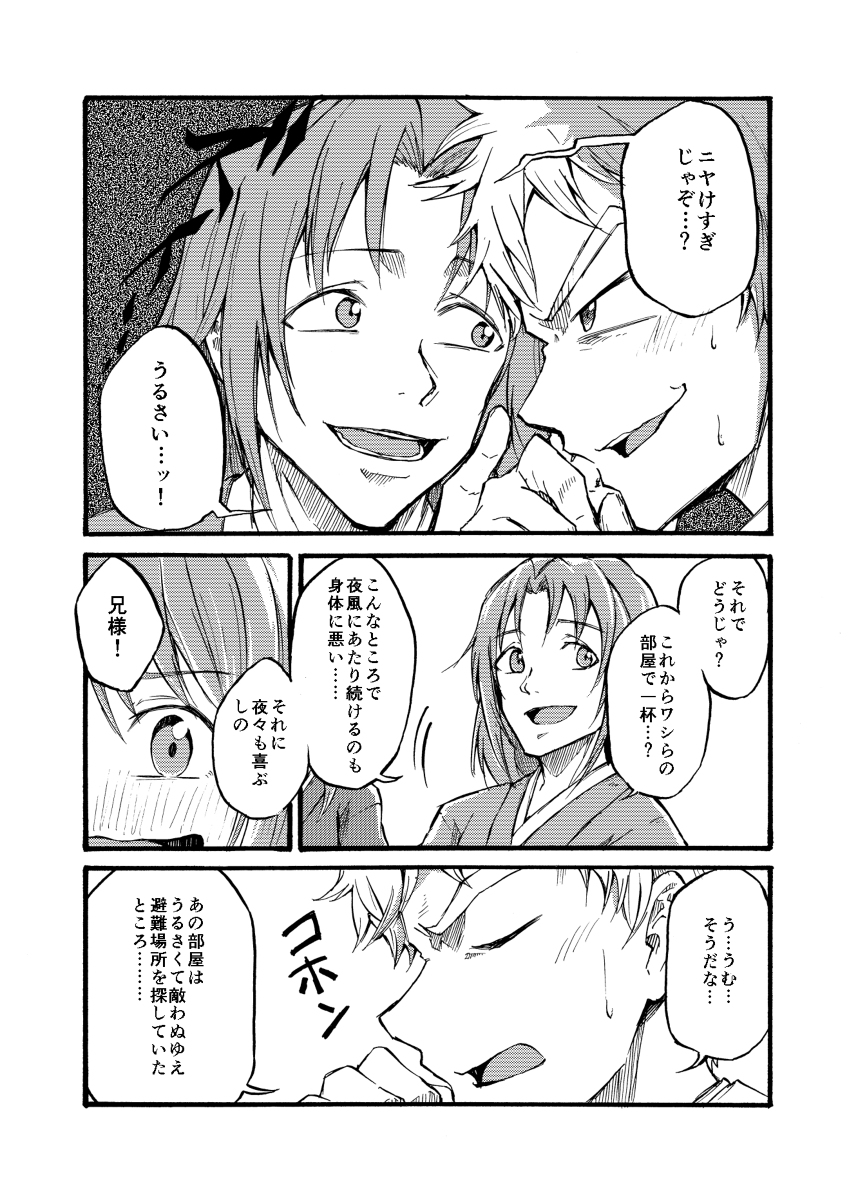 ニヤけすぎ
じゃぞ…?
うるさい…ッ!
それで
どうじゃ?
これからワシらの
部屋で一杯…?
こんなところで
夜風にあたり続けるのも
身体に悪い……
それに
夜々も喜ぶ
しの
兄様!
う…うむ…
そうだな…
コホン
あの部屋は
うるさくて敵わぬゆえ
避難場所を探していた
ところ………